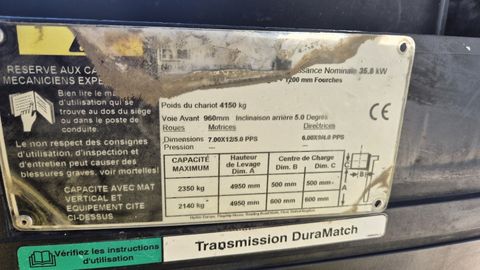 RESERVE AUX CA
MECANICIENS EXPE
Bien lire le man
d'utilisation qui se
trouve au dos du siège
ou dans le poste de
conduite.
Le non respect des consignes
d'utilisation, d'inspection et
d'entretien peut causer des
blessures graves, voir mortelles!
CAPACITE AVEC MAT
VERTICAL ET
EQUIPEMENT CITE
CI-DESSUS
issance Nominale 35.8 kW
1200 mm Fourches
Poids du chariot 4150 kg
Voie Avant 960mm Inclinaison arrière 5.0 Degrés
Roues Motrices Directrices
Dimensions 7.00X12/5.0 PPS 6.00X9/4.0 PPS
Pression --- ---
CAPACITÉ MAXIMUM Hauteur de Levage Dim. A Centre de Charge Dim. B Dim. C
2350 kg 4950 mm 500 mm 500 mm
2140 kg 4950 mm 600 mm 600 mm
A
B
C
CE
Vérifiez les instructions
d'utilisation
Transmission DuraMatch